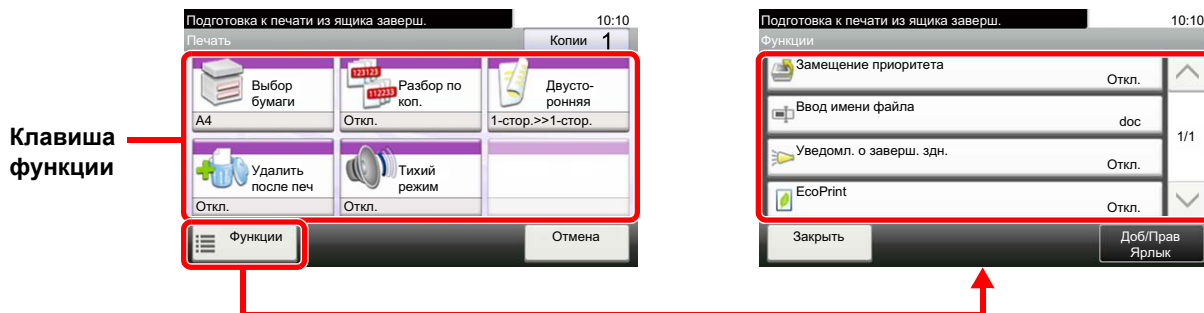 Клавиша
функции
Подготовка к печати из ящика заверш. 10:10
Печать
Копии 1
123123
112233
Выбор
бумаги
A4
Разбор по
коп.
Откл.
Двусто-
ронняя
1-стор.>>1-стор.
Удалить
после печ
Откл.
Тихий
режим
Откл.
Функции
Отмена
Подготовка к печати из ящика заверш. 10:10
Функции
Замещение приоритета
Откл.
Ввод имени файла
doc
Уведомл. о заверш. здн.
Откл.
EcoPrint
Откл.
1/1
Закрыть
Доб/Прав
Ярлык